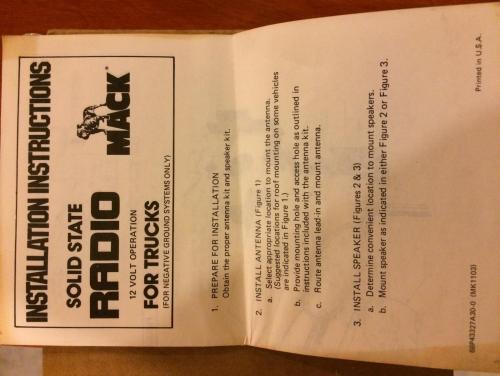 INSTALLATION INSTRUCTIONS
SOLID STATE
RADIO
12 VOLT OPERATION
FOR TRUCKS
(FOR NEGATIVE GROUND SYSTEMS ONLY)
MACK®
1. PREPARE FOR INSTALLATION
Obtain the proper antenna kit and speaker kit.
2. INSTALL ANTENNA (Figure 1)
a. Select appropriate location to mount the antenna.
(Suggested locations for roof mounting on some vehicles
are indicated in Figure 1.)
b. Provide mounting hole and access hole as outlined in
instructions included with the antenna kit.
c. Route antenna lead-in and mount antenna.
3. INSTALL SPEAKER (Figures 2 & 3)
a. Determine convenient location to mount speakers.
b. Mount speaker as indicated in either Figure 2 or Figure 3.
68P43327A30-0 (MK1103)
Printed in U.S.A.